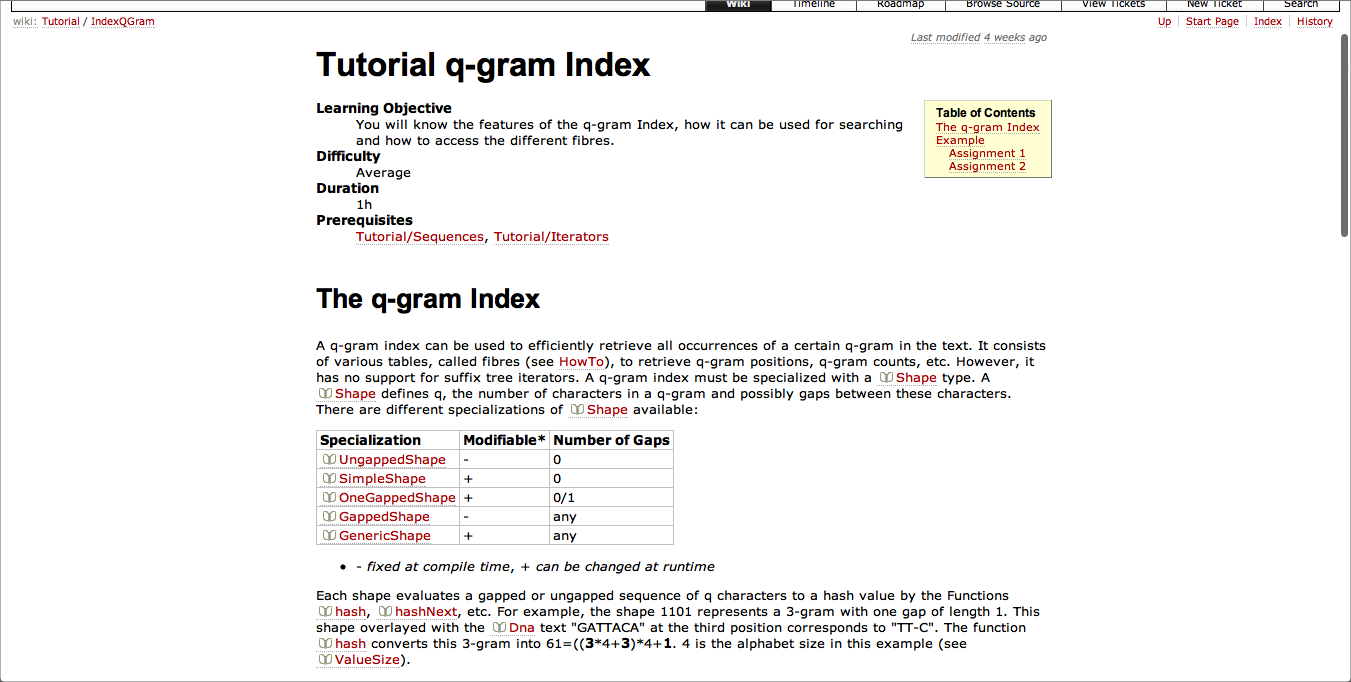 Wiki Timeline Roadmap Browse Source View Tickets New Ticket Search
wiki: Tutorial / IndexQGram Up Start Page Index History
Last modified 4 weeks ago
Tutorial q-gram Index
Learning Objective
You will know the features of the q-gram Index, how it can be used for searching
and how to access the different fibres.
Difficulty
Average
Duration
1h
Prerequisites
Tutorial/Sequences, Tutorial/Iterators
Table of Contents
The q-gram Index
Example
Assignment 1
Assignment 2
The q-gram Index
A q-gram index can be used to efficiently retrieve all occurrences of a certain q-gram in the text. It consists
of various tables, called fibres (see HowTo), to retrieve q-gram positions, q-gram counts, etc. However, it
has no support for suffix tree iterators. A q-gram index must be specialized with a Shape type. A
Shape defines q, the number of characters in a q-gram and possibly gaps between these characters.
There are different specializations of Shape available:
Specialization Modifiable* Number of Gaps
UngappedShape - 0
SimpleShape + 0
OneGappedShape + 0/1
GappedShape - any
GenericShape + any
• - fixed at compile time, + can be changed at runtime
Each shape evaluates a gapped or ungapped sequence of q characters to a hash value by the Functions
hash, hashNext, etc. For example, the shape 1101 represents a 3-gram with one gap of length 1. This
shape overlayed with the Dna text "GATTACA" at the third position corresponds to "TT-C". The function
hash converts this 3-gram into 61=((3*4+3)*4+1. 4 is the alphabet size in this example (see
ValueSize).